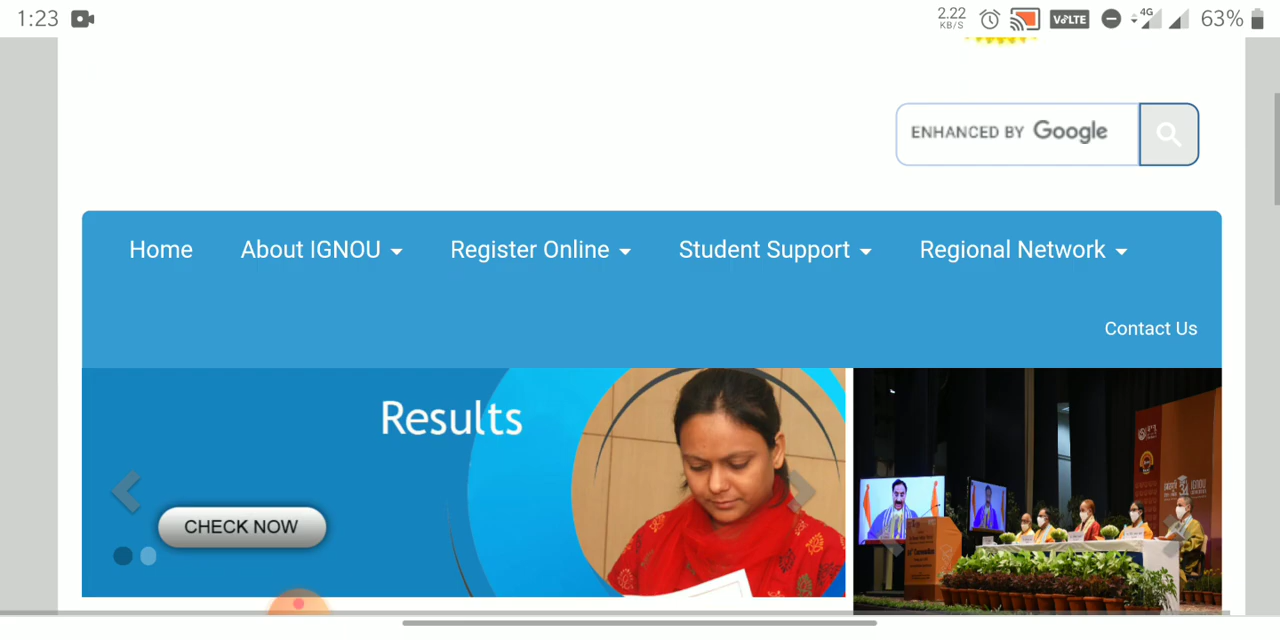 1:23
2.22
KB/S
VoLTE
4G
63%
ENHANCED BY Google
Home
About IGNOU
Register Online
Student Support
Regional Network
Contact Us
Results
CHECK NOW